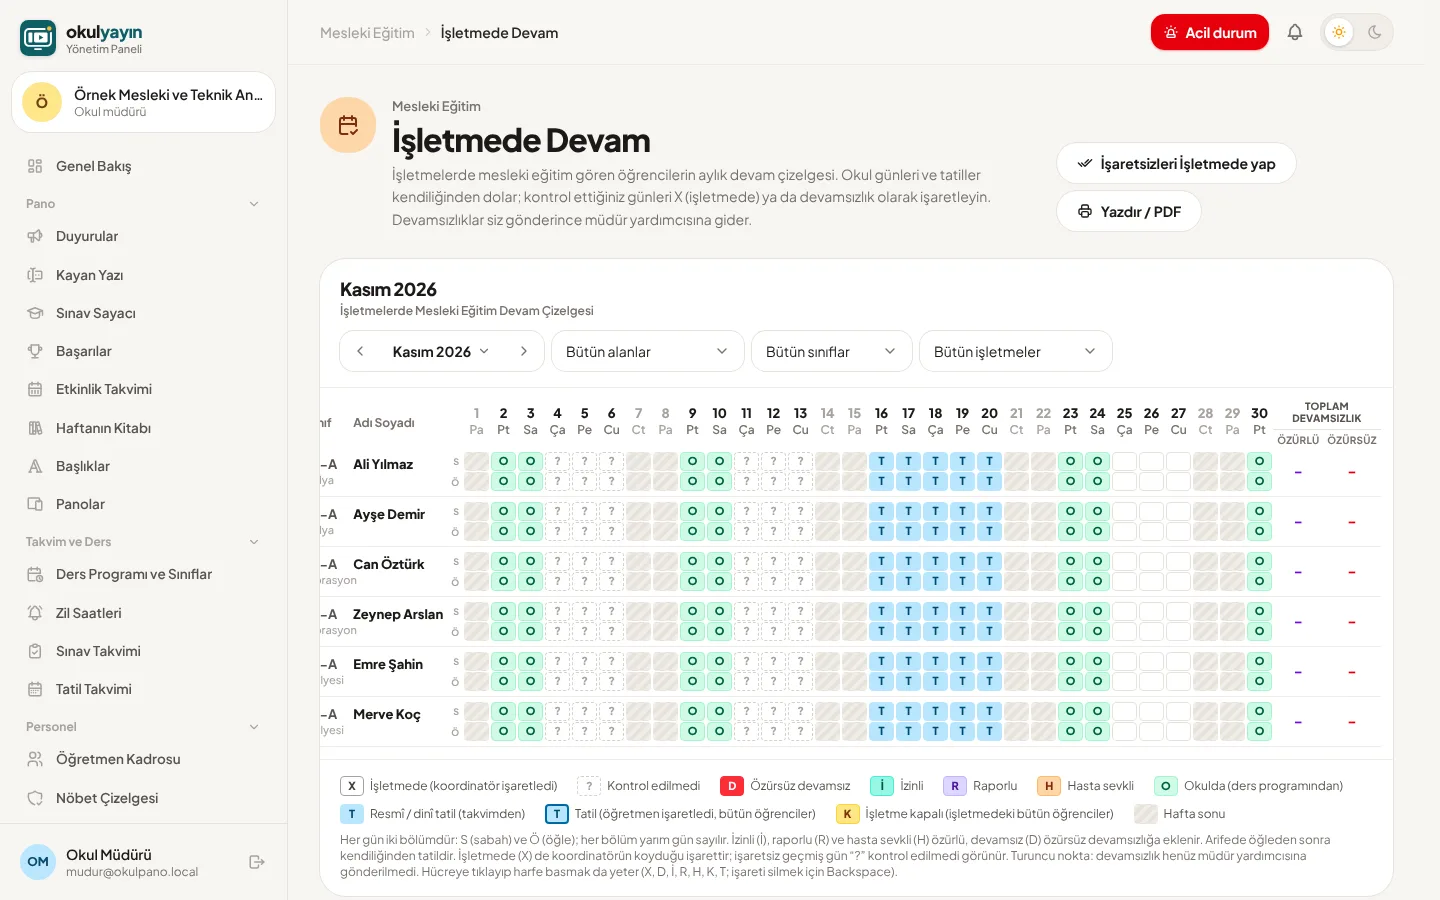 okulyayın
Yönetim Paneli
Ö
Örnek Mesleki ve Teknik An...
Okul müdürü
Genel Bakış
Pano
Duyurular
Kayan Yazı
Sınav Sayacı
Başarılar
Etkinlik Takvimi
Haftanın Kitabı
Başlıklar
Panolar
Takvim ve Ders
Ders Programı ve Sınıflar
Zil Saatleri
Sınav Takvimi
Tatil Takvimi
Personel
Öğretmen Kadrosu
Nöbet Çizelgesi
OM
Okul Müdürü
mudur@okulpano.local
Mesleki Eğitim > İşletmede Devam
Acil durum
Mesleki Eğitim
İşletmede Devam
İşletmelerde mesleki eğitim gören öğrencilerin aylık devam çizelgesi. Okul günleri ve tatiller
kendiliğinden dolar; kontrol ettiğiniz günleri X (işletmede) ya da devamsızlık olarak işaretleyin.
Devamsızlıklar siz gönderince müdür yardımcısına gider.
İşaretsizleri İşletmede yap
Yazdır / PDF
Kasım 2026
İşletmelerde Mesleki Eğitim Devam Çizelgesi
Kasım 2026 Bütün alanlar Bütün sınıflar Bütün işletmeler
nıf Adı Soyadı
1 2 3 4 5 6 7 8 9 10 11 12 13 14 15 16 17 18 19 20 21 22 23 24 25 26 27 28 29 30
Pa Pt Sa Ça Pe Cu Ct Pa Pt Sa Ça Pe Cu Ct Pa Pt Sa Ça Pe Cu Ct Pa Pt Sa Ça Pe Cu Ct Pa Pt
TOPLAM
DEVAMSIZLIK
ÖZÜRLÜ ÖZÜRSÜZ
–A Ali Yılmaz S O O ? ? ? O O ? ? ? T T T T T O O O – –
lya Ö O O ? ? ? O O ? ? ? T T T T T O O O
–A Ayşe Demir S O O ? ? ? O O ? ? ? T T T T T O O O – –
lya Ö O O ? ? ? O O ? ? ? T T T T T O O O
–A Can Öztürk S O O ? ? ? O O ? ? ? T T T T T O O O – –
orasyon Ö O O ? ? ? O O ? ? ? T T T T T O O O
–A Zeynep Arslan S O O ? ? ? O O ? ? ? T T T T T O O O – –
orasyon Ö O O ? ? ? O O ? ? ? T T T T T O O O
–A Emre Şahin S O O ? ? ? O O ? ? ? T T T T T O O O – –
lyesi Ö O O ? ? ? O O ? ? ? T T T T T O O O
–A Merve Koç S O O ? ? ? O O ? ? ? T T T T T O O O – –
lyesi Ö O O ? ? ? O O ? ? ? T T T T T O O O
X İşletmede (koordinatör işaretledi) ? Kontrol edilmedi D Özürsüz devamsız İ İzinli R Raporlu H Hasta sevkli O Okulda (ders programından)
T Resmî / dinî tatil (takvimden) T Tatil (öğretmen işaretledi, bütün öğrenciler) K İşletme kapalı (işletmedeki bütün öğrenciler) Hafta sonu
Her gün iki bölümdür: S (sabah) ve Ö (öğle); her bölüm yarım gün sayılır. İzinli (İ), raporlu (R) ve hasta sevkli (H) özürlü, devamsız (D) özürsüz devamsızlığa eklenir. Arifede öğleden sonra
kendiliğinden tatildir. İşletmede (X) de koordinatörün koyduğu işarettir; işaretsiz geçmiş gün “?” kontrol edilmedi görünür. Turuncu nokta: devamsızlık henüz müdür yardımcısına
gönderilmedi. Hücreye tıklayıp harfe basmak da yeter (X, D, İ, R, H, K, T; işareti silmek için Backspace).